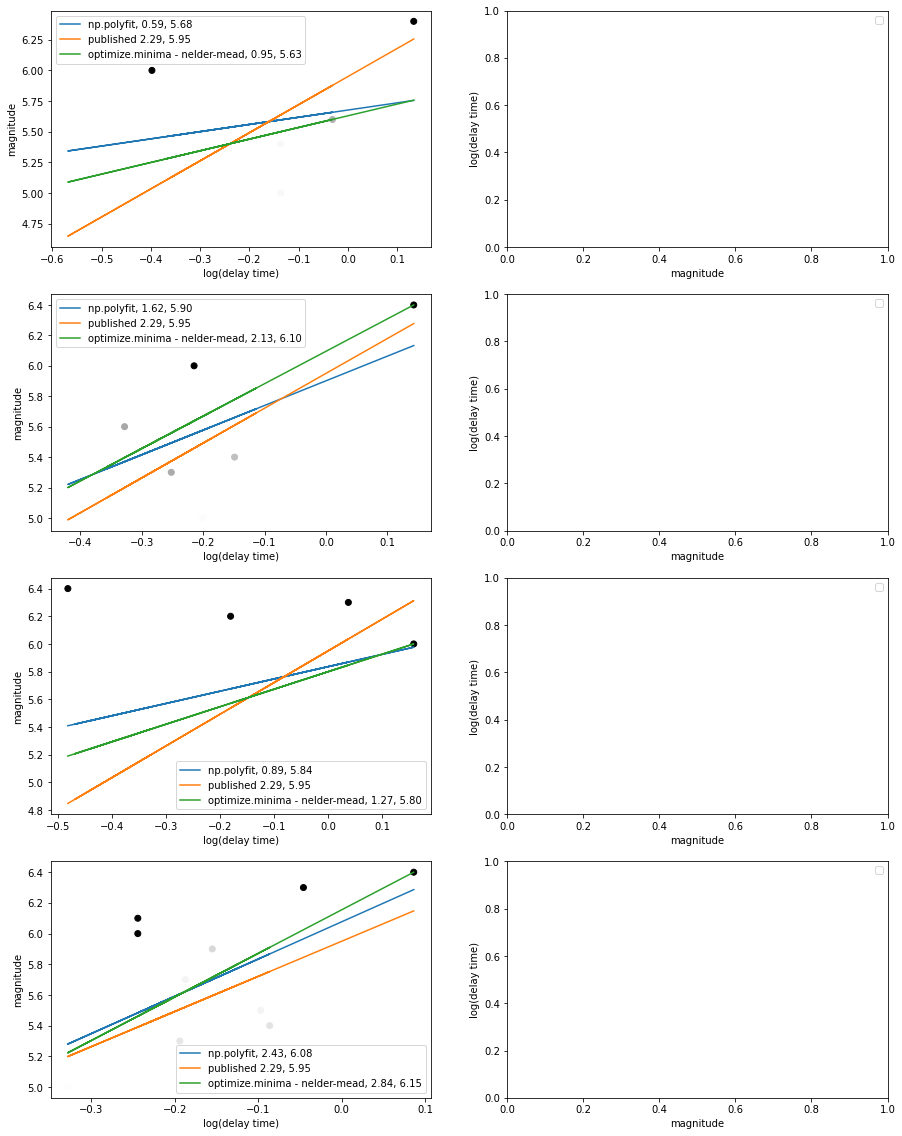 np.polyfit, 0.59, 5.68
published 2.29, 5.95
optimize.minima - nelder-mead, 0.95, 5.63
6.25
6.00
5.75
5.50
5.25
5.00
4.75
magnitude
−0.6 −0.5 −0.4 −0.3 −0.2 −0.1 0.0 0.1
log(delay time)
1.0
0.8
0.6
0.4
0.2
0.0
log(delay time)
0.0 0.2 0.4 0.6 0.8 1.0
magnitude
np.polyfit, 1.62, 5.90
published 2.29, 5.95
optimize.minima - nelder-mead, 2.13, 6.10
6.4
6.2
6.0
5.8
5.6
5.4
5.2
5.0
magnitude
−0.4 −0.3 −0.2 −0.1 0.0 0.1
log(delay time)
1.0
0.8
0.6
0.4
0.2
0.0
log(delay time)
0.0 0.2 0.4 0.6 0.8 1.0
magnitude
6.4
6.2
6.0
5.8
5.6
5.4
5.2
5.0
4.8
magnitude
np.polyfit, 0.89, 5.84
published 2.29, 5.95
optimize.minima - nelder-mead, 1.27, 5.80
−0.5 −0.4 −0.3 −0.2 −0.1 0.0 0.1
log(delay time)
1.0
0.8
0.6
0.4
0.2
0.0
log(delay time)
0.0 0.2 0.4 0.6 0.8 1.0
magnitude
6.4
6.2
6.0
5.8
5.6
5.4
5.2
5.0
magnitude
np.polyfit, 2.43, 6.08
published 2.29, 5.95
optimize.minima - nelder-mead, 2.84, 6.15
−0.3 −0.2 −0.1 0.0 0.1
log(delay time)
1.0
0.8
0.6
0.4
0.2
0.0
log(delay time)
0.0 0.2 0.4 0.6 0.8 1.0
magnitude